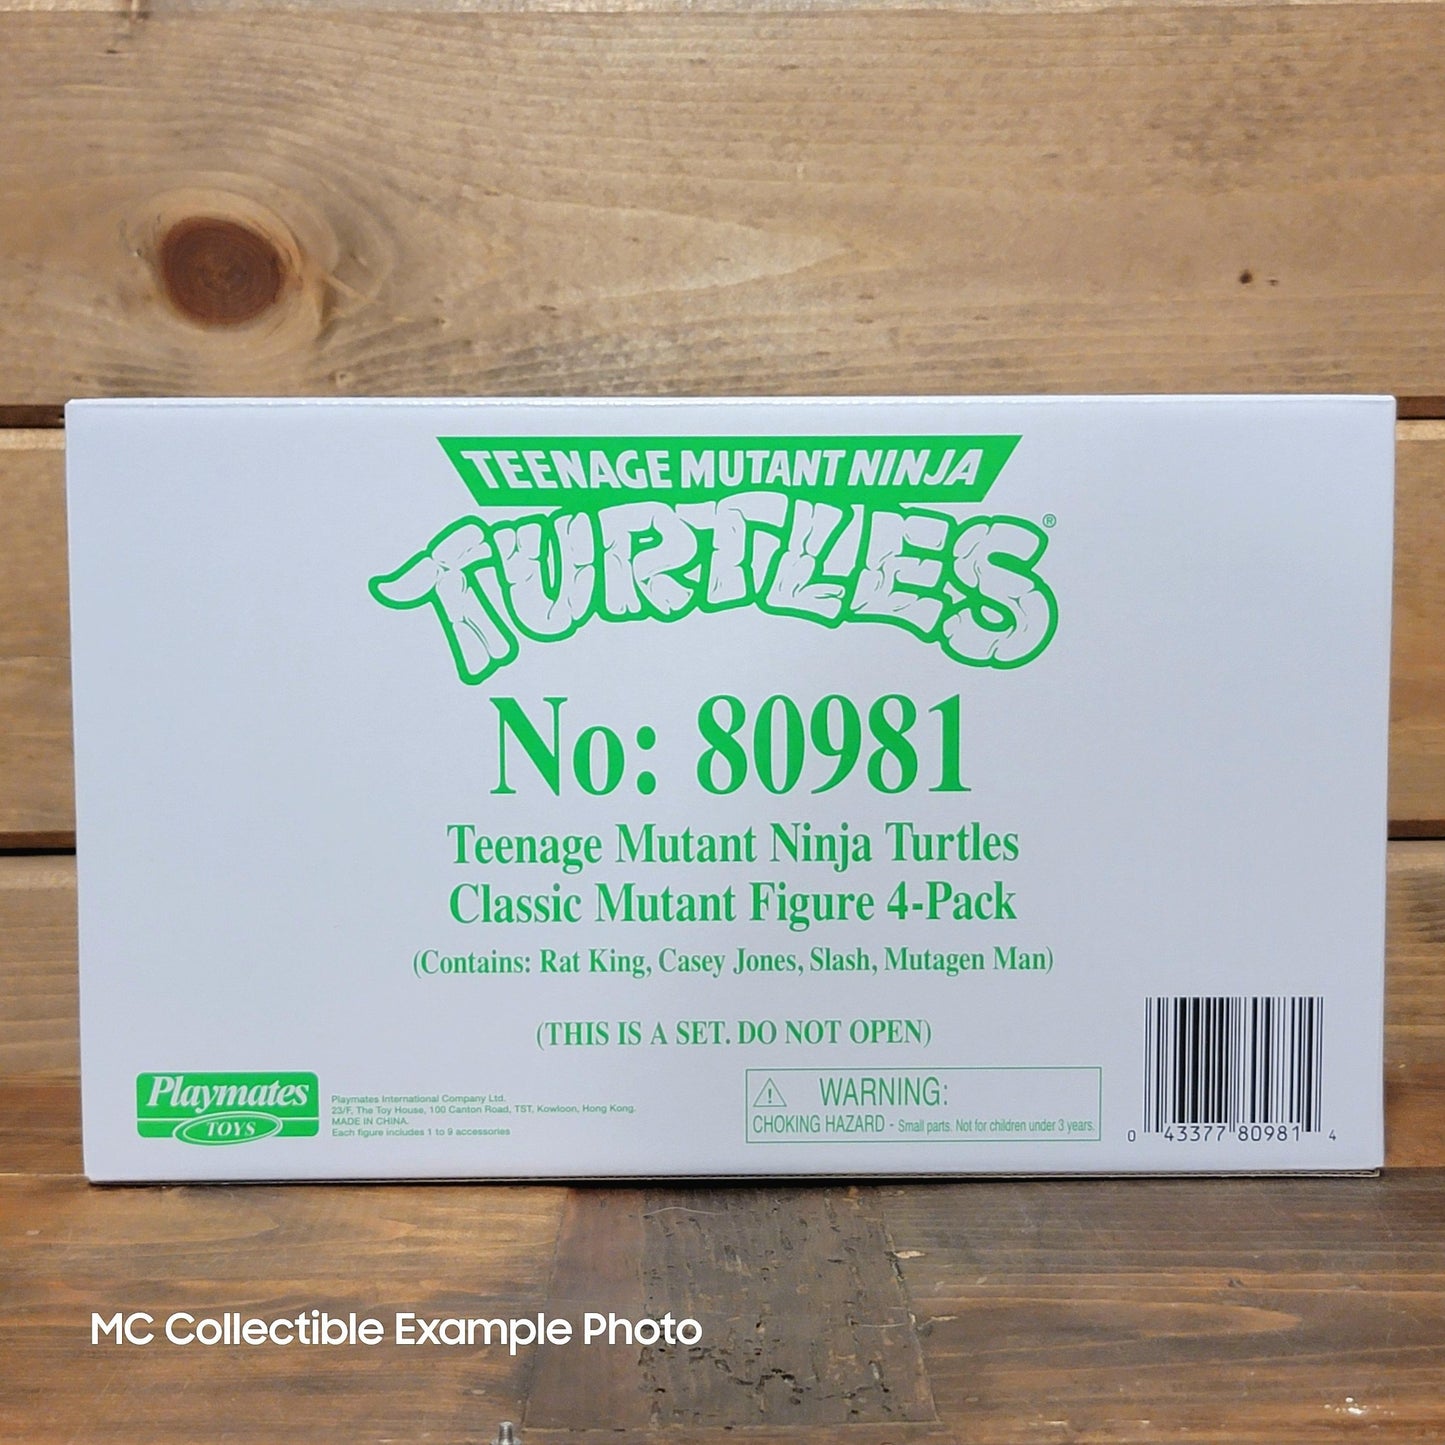 TEENAGE MUTANT NINJA
TURTLES®
No: 80981
Teenage Mutant Ninja Turtles
Classic Mutant Figure 4-Pack
(Contains: Rat King, Casey Jones, Slash, Mutagen Man)
(THIS IS A SET. DO NOT OPEN)
Playmates
TOYS
Playmates International Company Ltd.
23/F, The Toy House, 100 Canton Road, TST, Kowloon, Hong Kong.
MADE IN CHINA.
Each figure includes 1 to 9 accessories
WARNING:
CHOKING HAZARD - Small parts. Not for children under 3 years.
0 43377 80981 4
MC Collectible Example Photo